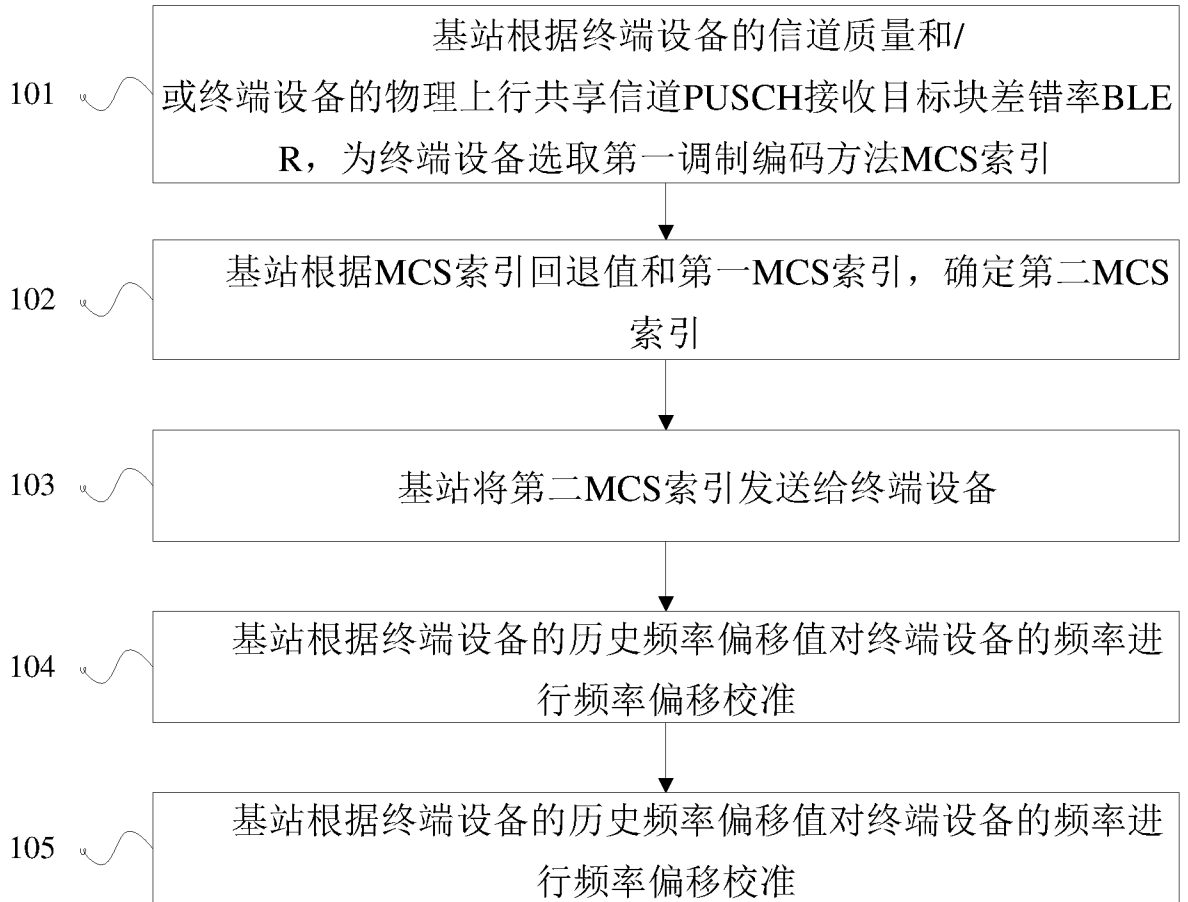 基站根据终端设备的信道质量和/
101
或终端设备的物理上行共享信道PUSCH接收目标块差错率BLE
R，为终端设备选取第一调制编码方法MCS索引
基站根据MCS索引回退值和第一MCS索引，确定第二MCS
102
索引
103
基站将第二MCS索引发送给终端设备
基站根据终端设备的历史频率偏移值对终端设备的频率进
104
行频率偏移校准
基站根据终端设备的历史频率偏移值对终端设备的频率进
105
行频率偏移校准